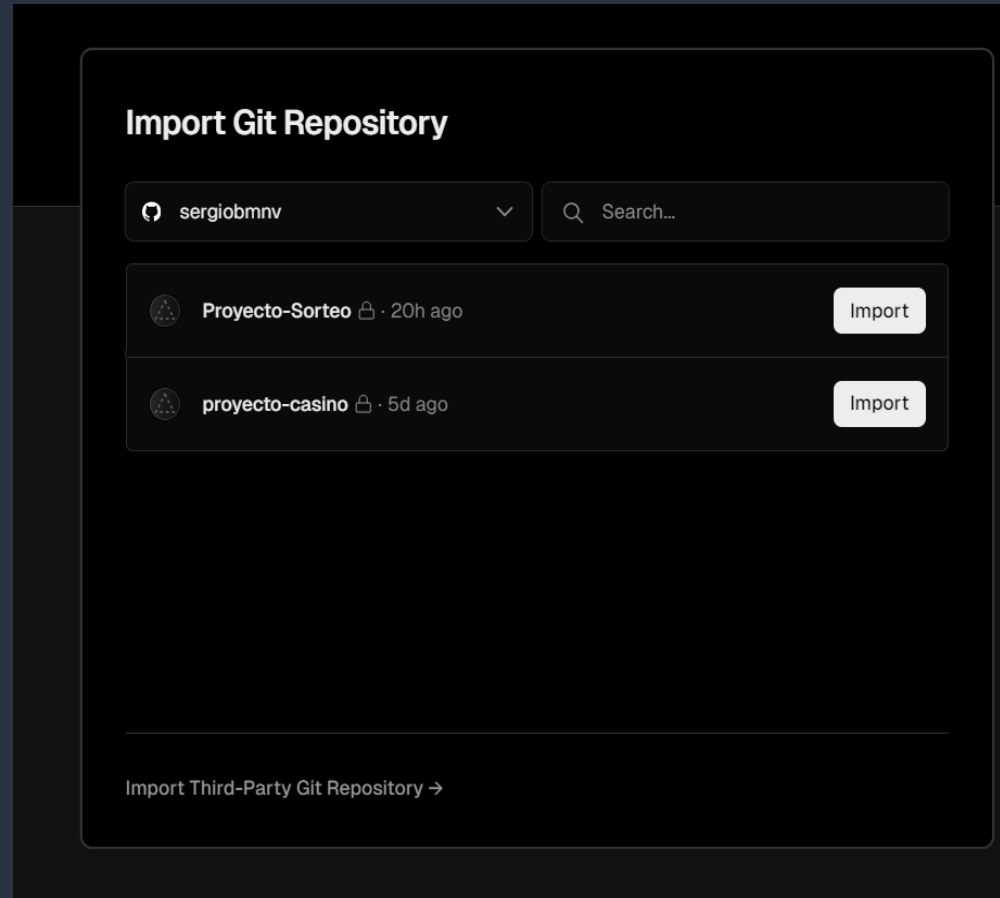 Import Git Repository
sergiobmnv
Search...
Proyecto-Sorteo · 20h ago
Import
proyecto-casino · 5d ago
Import
Import Third-Party Git Repository →